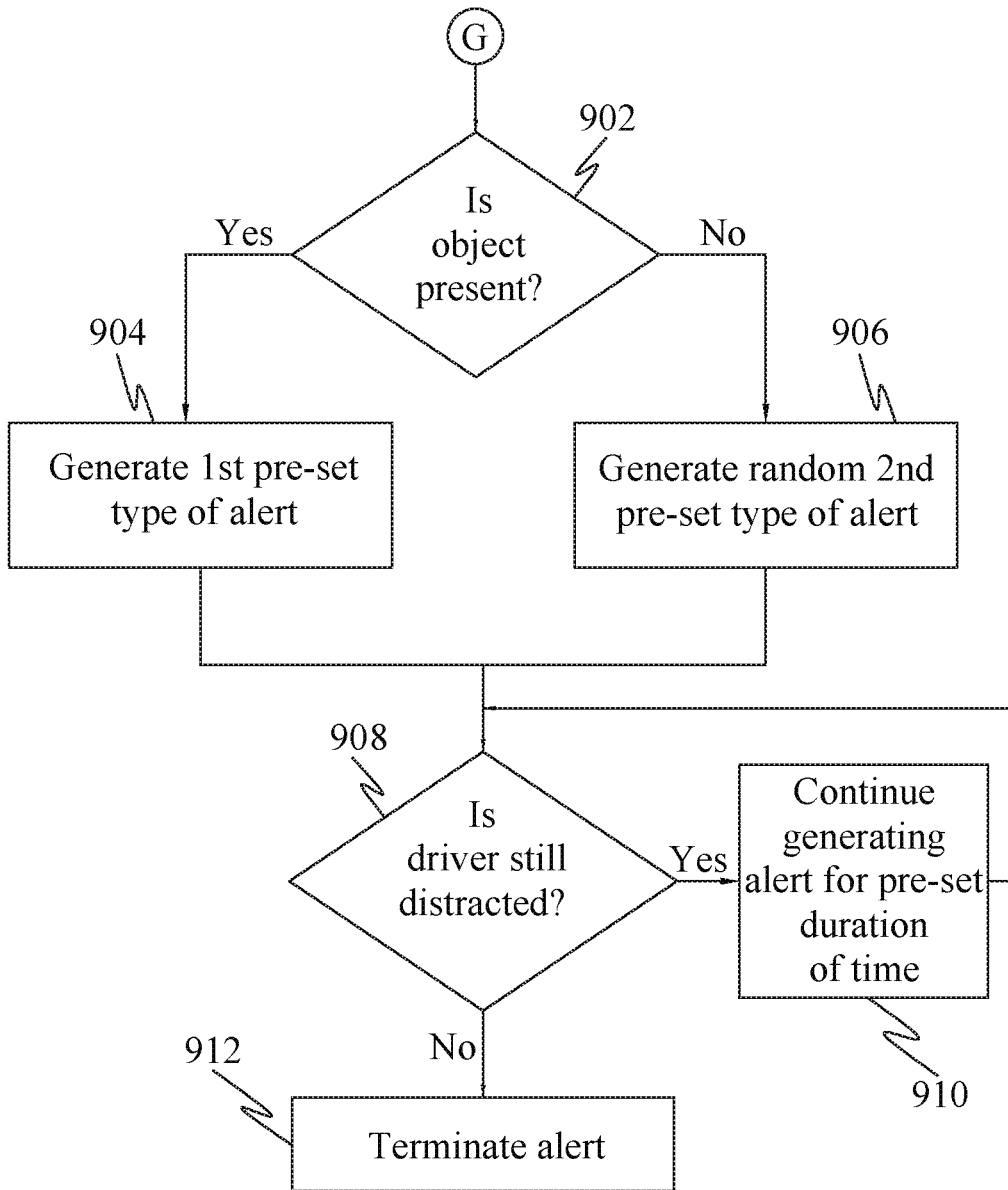 G
902
Is
object
present?
Yes
No
904
906
Generate 1st pre-set
type of alert
Generate random 2nd
pre-set type of alert
908
Is
driver still
distracted?
Yes
Continue
generating
alert for pre-set
duration
of time
No
912
910
Terminate alert